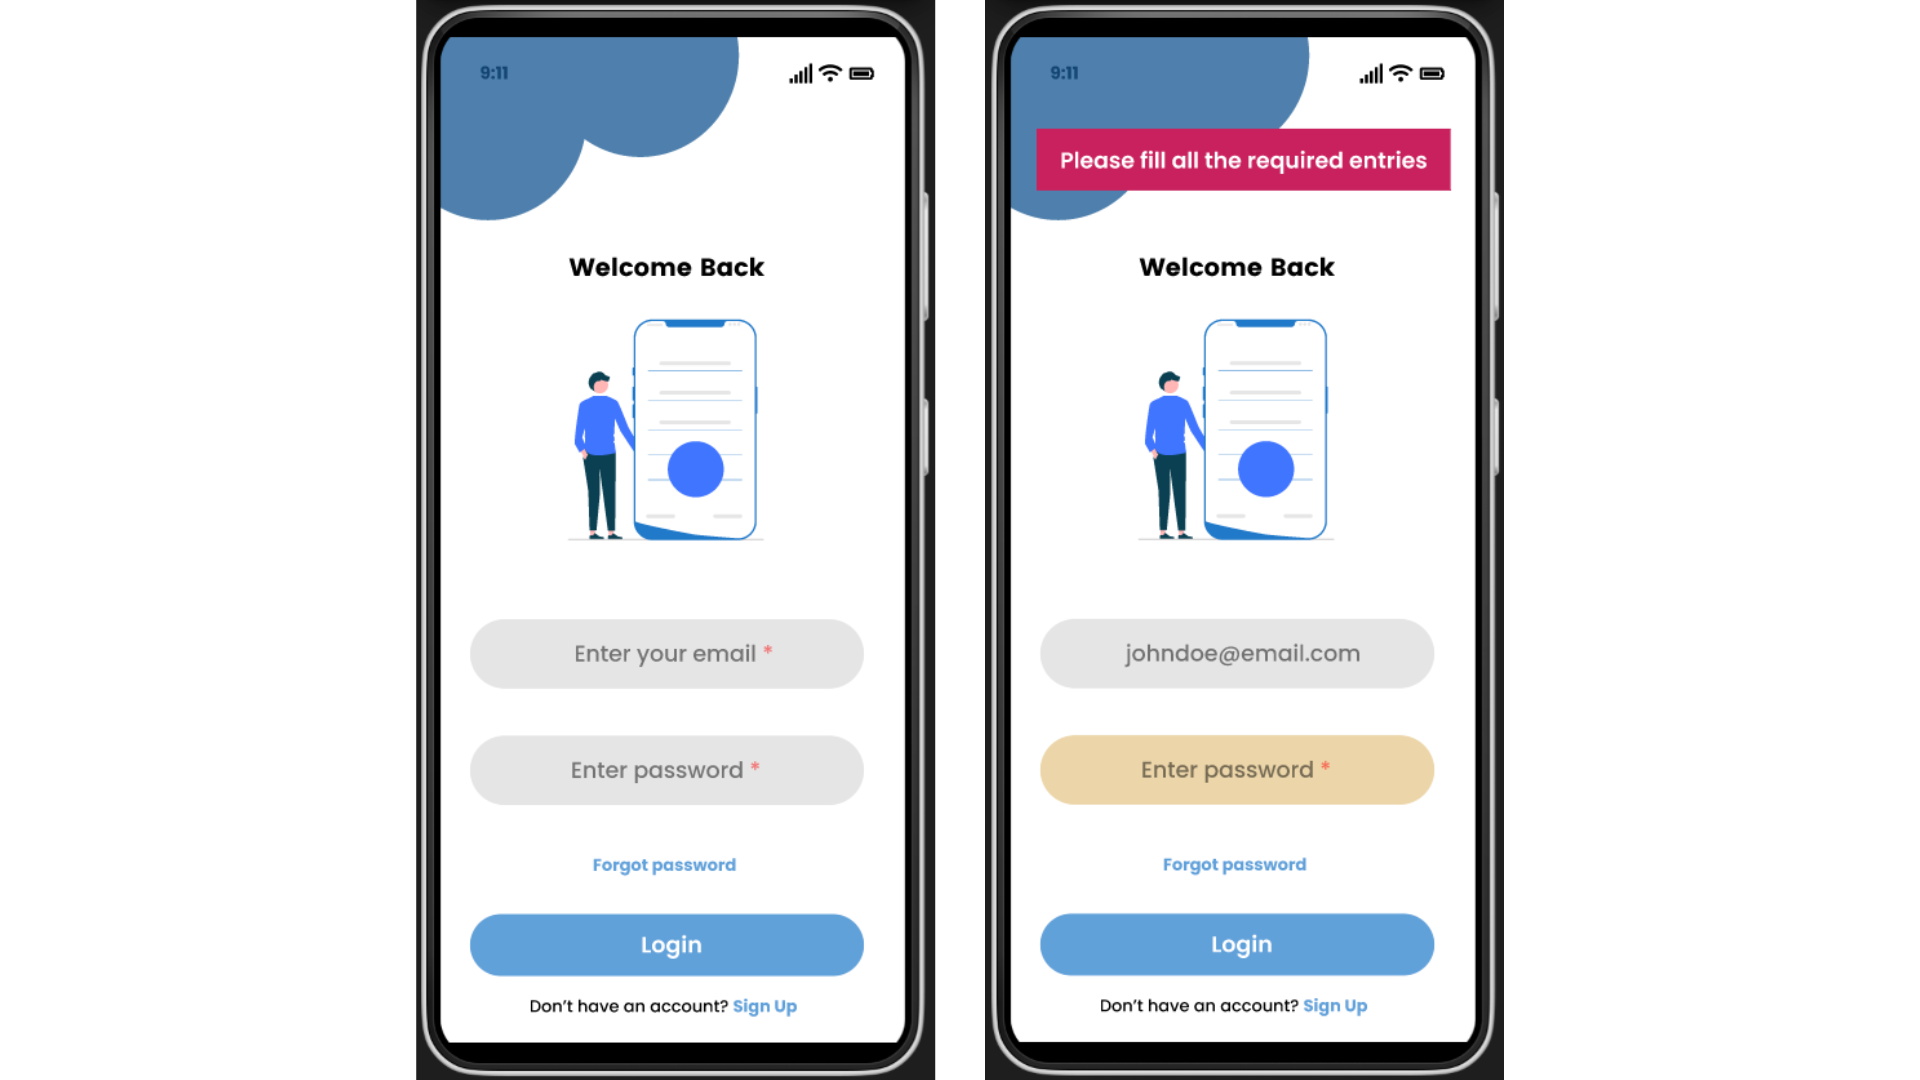 9:11
Welcome Back
Enter your email *
Enter password *
Forgot password
Login
Don't have an account? Sign Up
9:11
Please fill all the required entries
Welcome Back
johndoe@email.com
Enter password *
Forgot password
Login
Don't have an account? Sign Up